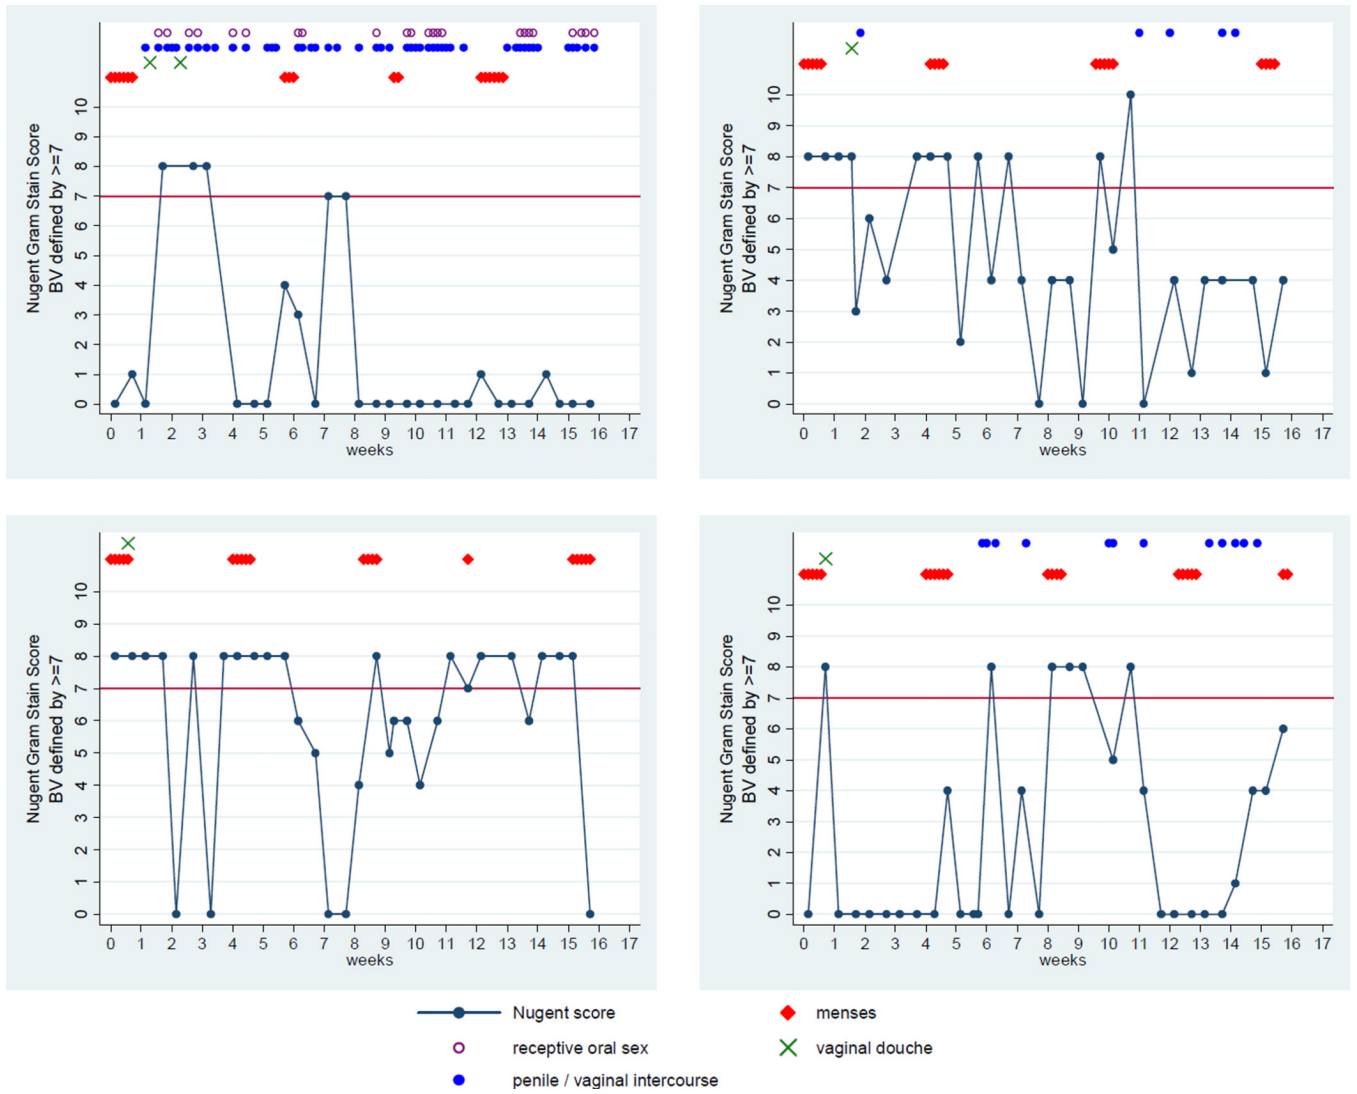 Nugent Gram Stain Score
BV defined by >=7
10
9
8
7
6
5
4
3
2
1
0
0 1 2 3 4 5 6 7 8 9 10 11 12 13 14 15 16 17
weeks
Nugent Gram Stain Score
BV defined by >=7
10
9
8
7
6
5
4
3
2
1
0
0 1 2 3 4 5 6 7 8 9 10 11 12 13 14 15 16 17
weeks
Nugent Gram Stain Score
BV defined by >=7
10
9
8
7
6
5
4
3
2
1
0
0 1 2 3 4 5 6 7 8 9 10 11 12 13 14 15 16 17
weeks
Nugent Gram Stain Score
BV defined by >=7
10
9
8
7
6
5
4
3
2
1
0
0 1 2 3 4 5 6 7 8 9 10 11 12 13 14 15 16 17
weeks
Nugent score
menses
receptive oral sex
vaginal douche
penile / vaginal intercourse